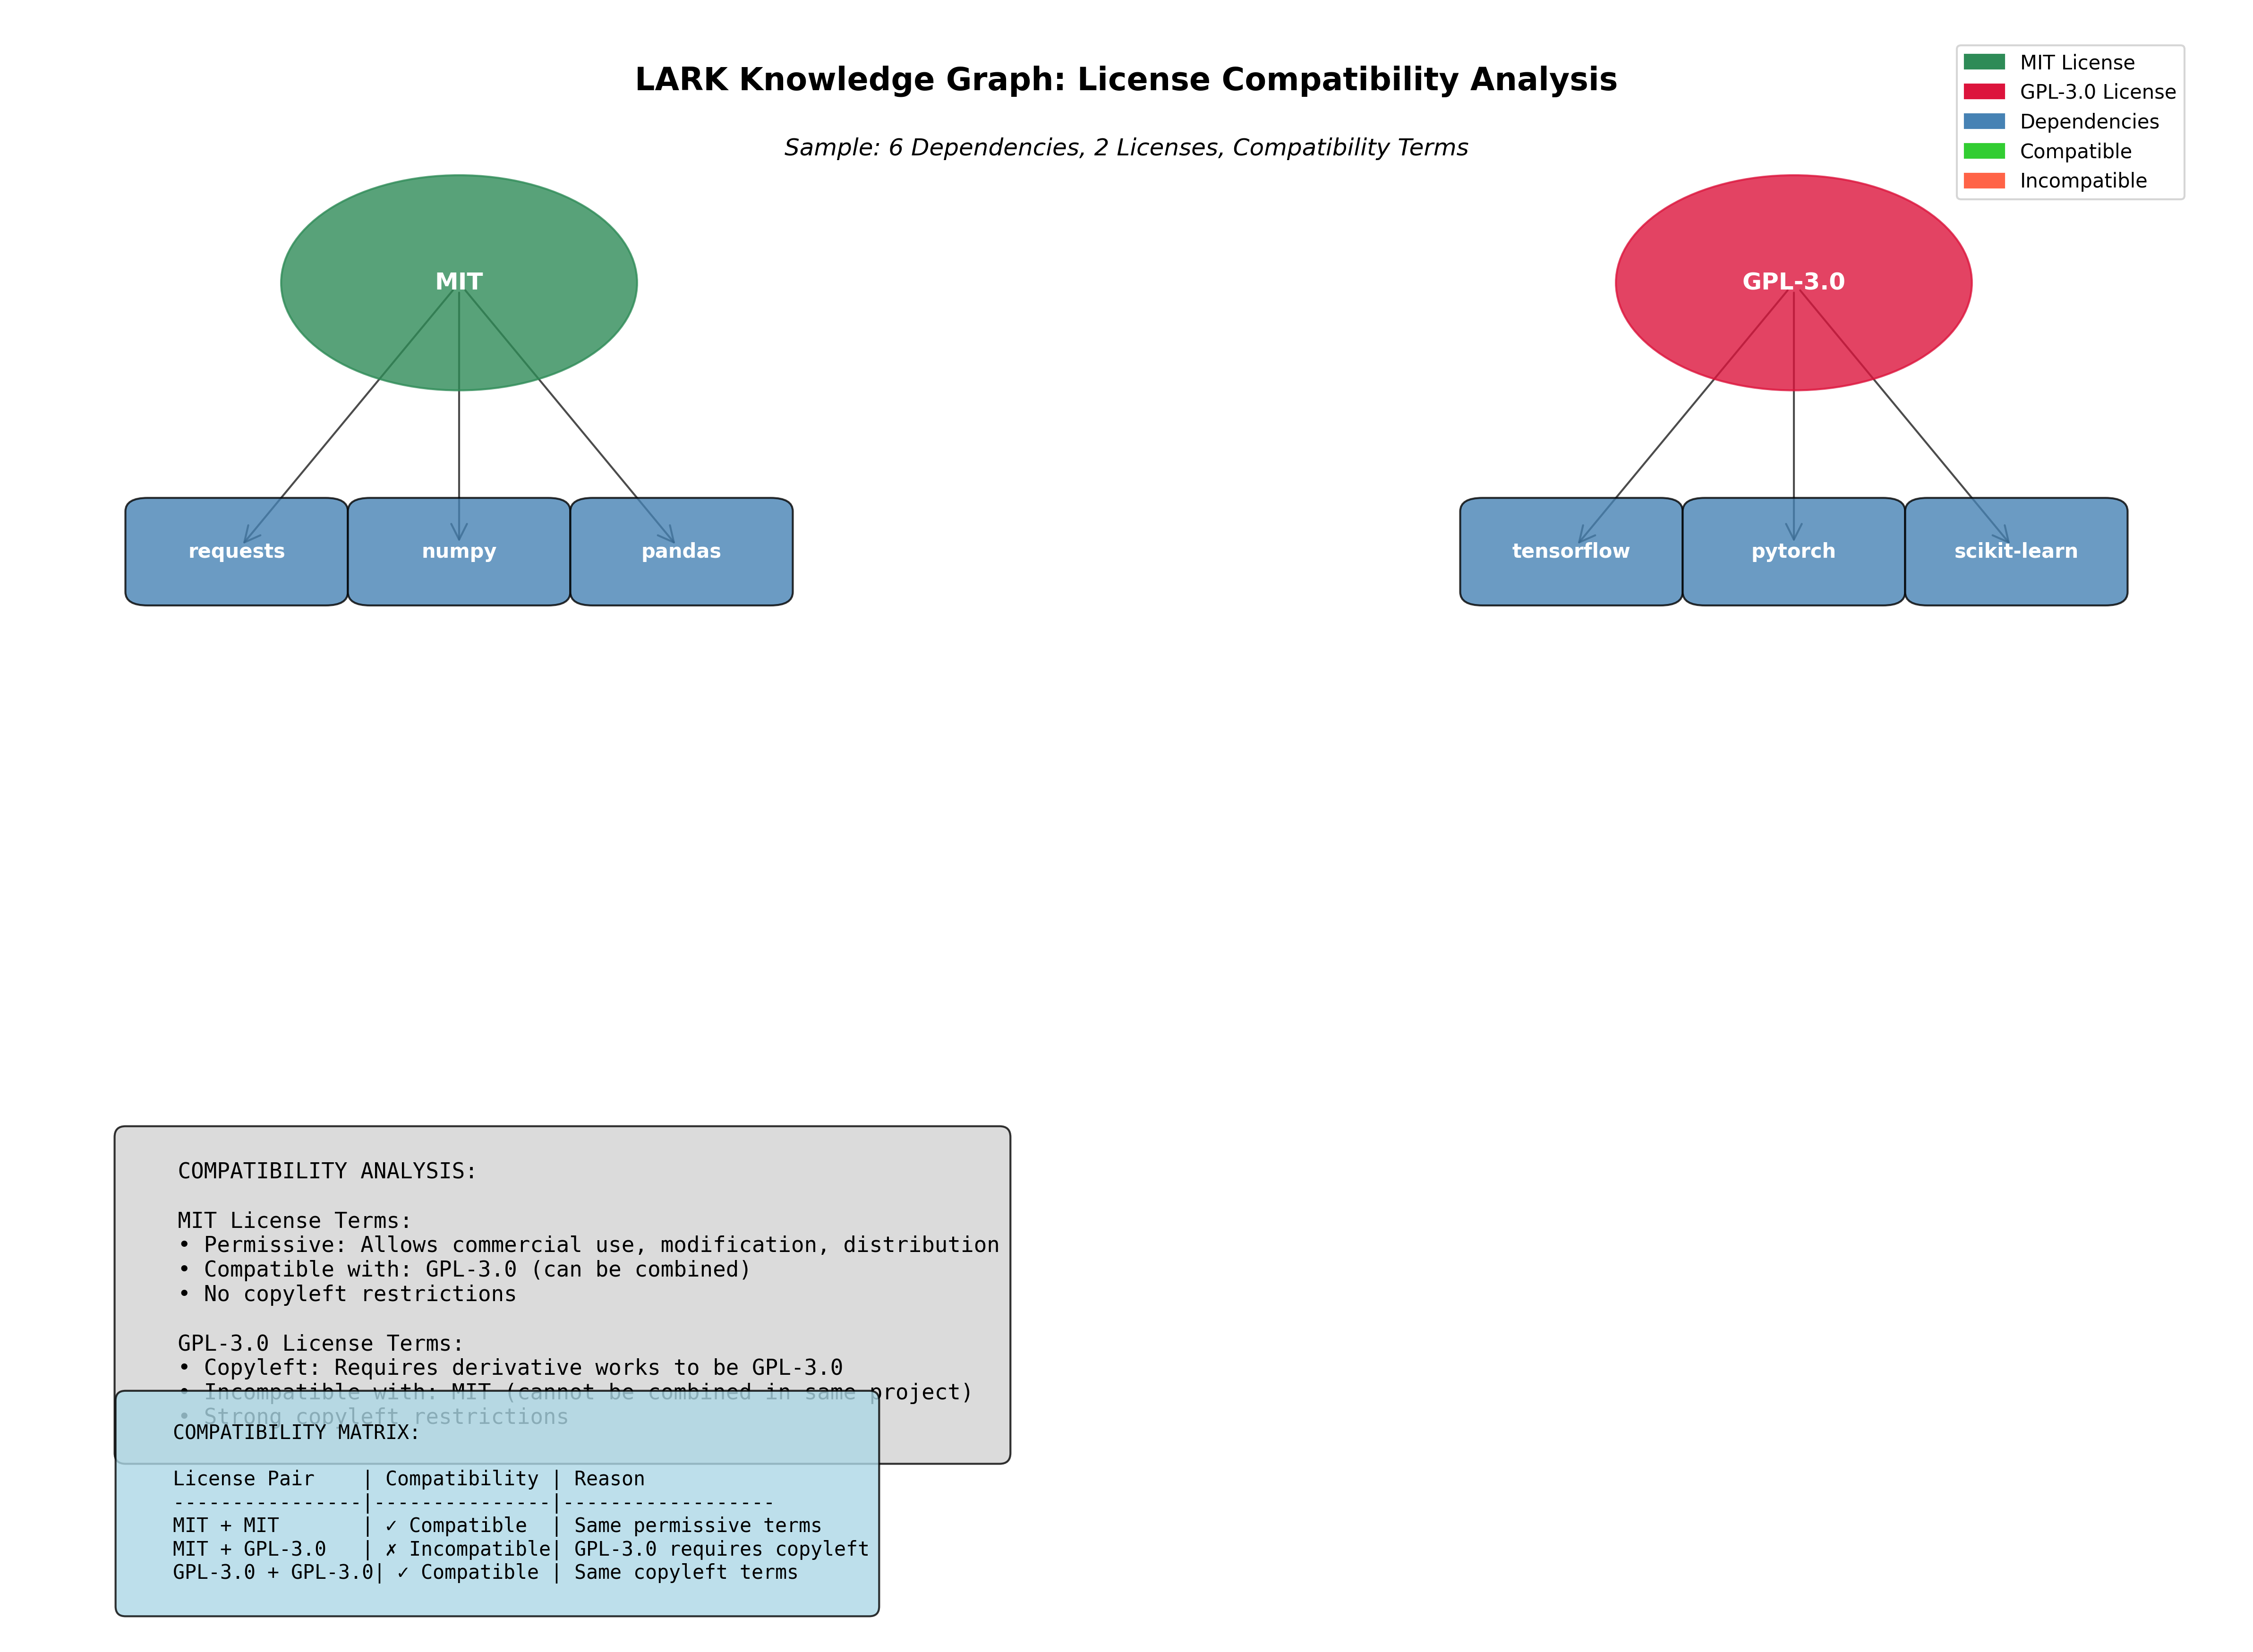 LARK Knowledge Graph: License Compatibility Analysis
Sample: 6 Dependencies, 2 Licenses, Compatibility Terms
MIT License
GPL-3.0 License
Dependencies
Compatible
Incompatible
MIT
GPL-3.0
requests
numpy
pandas
tensorflow
pytorch
scikit-learn
COMPATIBILITY ANALYSIS:
MIT License Terms:
• Permissive: Allows commercial use, modification, distribution
• Compatible with: GPL-3.0 (can be combined)
• No copyleft restrictions
GPL-3.0 License Terms:
• Copyleft: Requires derivative works to be GPL-3.0
• Incompatible with: MIT (cannot be combined in same project)
• Strong copyleft restrictions
COMPATIBILITY MATRIX:
License Pair    | Compatibility | Reason
----------------|---------------|------------------
MIT + MIT       | ✓ Compatible  | Same permissive terms
MIT + GPL-3.0   | ✗ Incompatible| GPL-3.0 requires copyleft
GPL-3.0 + GPL-3.0| ✓ Compatible | Same copyleft terms